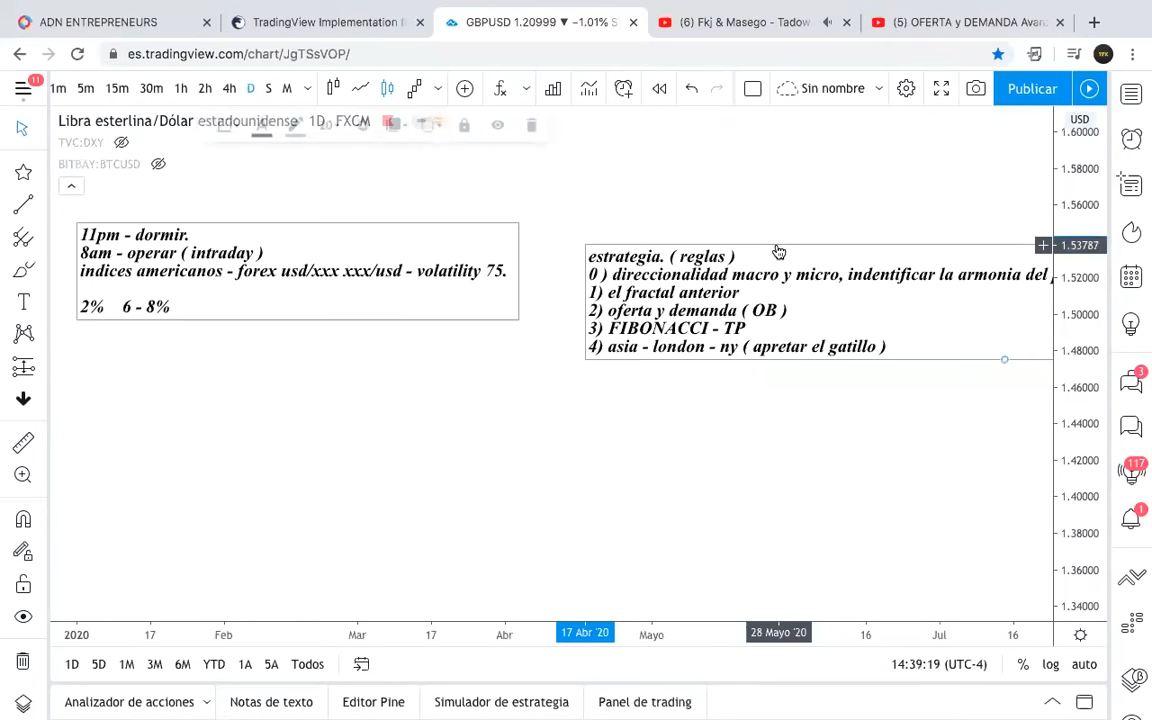 ADN ENTREPRENEURS
TradingView Implementation
GBPUSD 1.20999 ▼ −1.01%
(6) Fkj & Masego - Tadow
(5) OFERTA y DEMANDA Avan
es.tradingview.com/chart/JgTSsVOP/
11
1m 5m 15m 30m 1h 2h 4h D S M
Sin nombre
Publicar
Libra esterlina/Dólar estadounidense 1D FXCM
TVC:DXY
BITBAY:BTCUSD
USD
1.60000
1.58000
1.56000
1.53787
1.52000
1.50000
1.48000
1.46000
1.44000
1.42000
1.40000
1.38000
1.36000
1.34000
11pm - dormir.
8am - operar ( intraday )
indices americanos - forex usd/xxx xxx/usd - volatility 75.
2% 6 - 8%
estrategia. ( reglas )
0 ) direccionalidad macro y micro, indentificar la armonia del
1) el fractal anterior
2) oferta y demanda ( OB )
3) FIBONACCI - TP
4) asia - london - ny ( apretar el gatillo )
3
117
1
2020 17 Feb Mar 17 Abr 17 Abr '20 Mayo 28 Mayo '20 16 Jul 16
1D 5D 1M 3M 6M YTD 1A 5A Todos
14:39:19 (UTC-4) % log auto
Analizador de acciones Notas de texto Editor Pine Simulador de estrategia Panel de trading